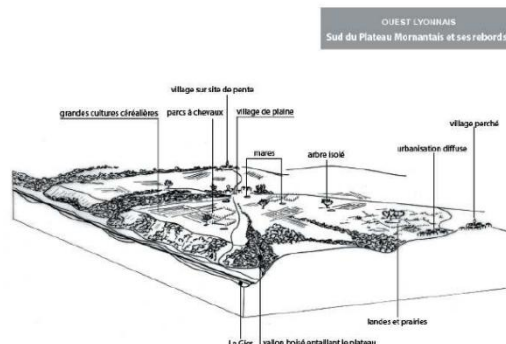 OUEST LYONNAIS
Sud du Plateau Mornantais et ses rebords
village sur site de pente
grandes cultures céréalières
parcs à chevaux
village de plaine
village perché
mares
arbre isolé
urbanisation diffuse
landes et prairies
Le Gier
vallon boisé entaillant le plateau